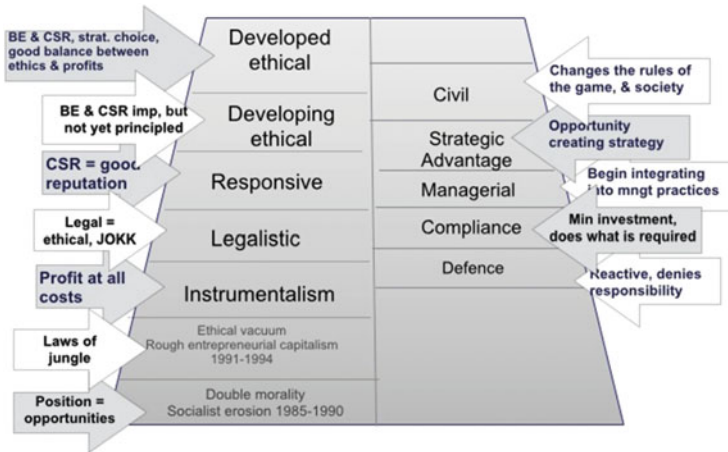 BE & CSR, strat. choice,
good balance between
ethics & profits
Developed
ethical
BE & CSR imp, but
not yet principled
Developing
ethical
CSR = good
reputation
Responsive
Legal =
ethical, JOKK
Legalistic
Profit at all
costs
Instrumentalism
Laws of
jungle
Ethical vacuum
Rough entrepreneurial capitalism
1991-1994
Position =
opportunities
Double morality
Socialist erosion 1985-1990
Civil
Changes the rules of
the game, & society
Strategic
Advantage
Opportunity
creating strategy
Managerial
Begin integrating
into mngt practices
Compliance
Min investment,
does what is required
Defence
Reactive, denies
responsibility